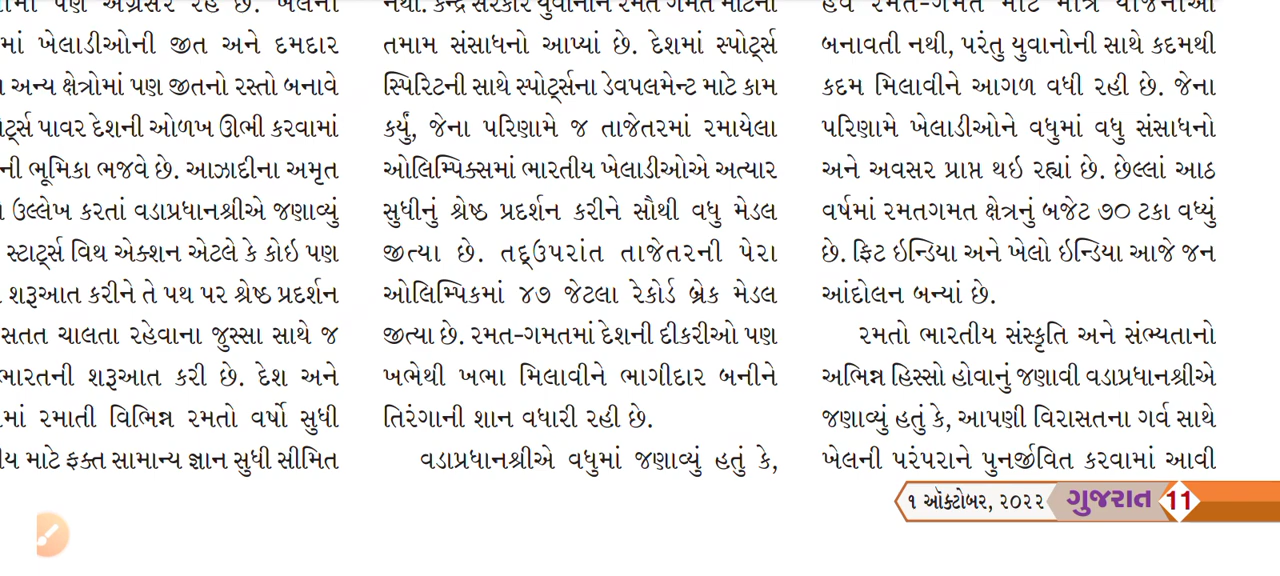 ખેલાડીઓની જીત અને દમદાર
અન્ય ક્ષેત્રોમાં પણ જીતનો રસ્તો બનાવે
પાવર દેશની ઓળખ ઊભી કરવામાં
ની ભૂમિકા ભજવે છે. આઝાદીના અમૃત
ઉલ્લેખ કરતાં વડાપ્રધાનશ્રીએ જણાવ્યું
સ્ટાર્ટ્સ વિથ એક્શન એટલે કે કોઇ પણ
શરૂઆત કરીને તે પથ પર શ્રેષ્ઠ પ્રદર્શન
સતત ચાલતા રહેવાના જુસ્સા સાથે જ
ભારતની શરૂઆત કરી છે. દેશ અને
માં રમાતી વિભિન્ન રમતો વર્ષો સુધી
માટે ફક્ત સામાન્ય જ્ઞાન સુધી સીમિત
તમામ સંસાધનો આપ્યાં છે. દેશમાં સ્પોર્ટ્સ
સ્પિરિટની સાથે સ્પોર્ટ્સના ડેવપલમેન્ટ માટે કામ
કર્યું, જેના પરિણામે જ તાજેતરમાં રમાયેલા
ઓલિમ્પિક્સમાં ભારતીય ખેલાડીઓએ અત્યાર
સુધીનું શ્રેષ્ઠ પ્રદર્શન કરીને સૌથી વધુ મેડલ
જીત્યા છે. તદ્દઉપરાંત તાજેતરની પેરા
ઓલિમ્પિકમાં ૪૭ જેટલા રેકોર્ડ બ્રેક મેડલ
જીત્યા છે. રમત-ગમતમાં દેશની દીકરીઓ પણ
ખભેથી ખભા મિલાવીને ભાગીદાર બનીને
તિરંગાની શાન વધારી રહી છે.
વડાપ્રધાનશ્રીએ વધુમાં જણાવ્યું હતું કે,
બનાવતી નથી, પરંતુ યુવાનોની સાથે કદમથી
કદમ મિલાવીને આગળ વધી રહી છે. જેના
પરિણામે ખેલાડીઓને વધુમાં વધુ સંસાધનો
અને અવસર પ્રાપ્ત થઇ રહ્યાં છે. છેલ્લાં આઠ
વર્ષમાં રમતગમત ક્ષેત્રનું બજેટ ૭૦ ટકા વધ્યું
છે. ફિટ ઇન્ડિયા અને ખેલો ઇન્ડિયા આજે જન
આંદોલન બન્યાં છે.
રમતો ભારતીય સંસ્કૃતિ અને સંભ્યતાનો
અભિન્ન હિસ્સો હોવાનું જણાવી વડાપ્રધાનશ્રીએ
જણાવ્યું હતું કે, આપણી વિરાસતના ગર્વ સાથે
ખેલની પરંપરાને પુનર્જીવિત કરવામાં આવી
૧ ઑક્ટોબર, ૨૦૨૨ ગુજરાત 11